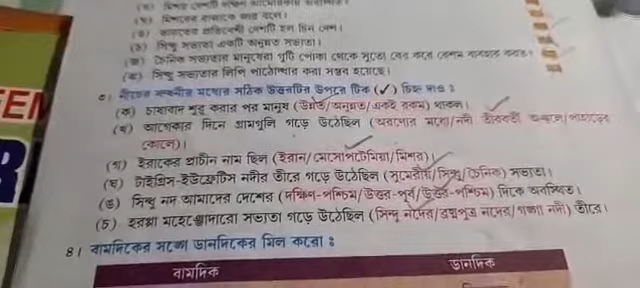 (ঙ) ভারতের প্রতিবেশী দেশটি হল চিন দেশ।
(চ) সিন্ধু সভ্যতা একটি অনুন্নত সভ্যতা।
(ছ) চৈনিক সভ্যতার মানুষেরা গুটি পোকা থেকে সুতো বের করে রেশম ব্যবহার করত।
(জ) সিন্ধু সভ্যতার লিপি পাঠোদ্ধার করা সম্ভব হয়েছে।
৩। নীচের বন্ধনীর মধ্যের সঠিক উত্তরটির উপরে টিক (✓) চিহ্ন দাও :
(ক) চাষাবাদ শুরু করার পর মানুষ (উন্নত/অনুন্নত/একই রকম) থাকল।
(খ) আগেকার দিনে গ্রামগুলি গড়ে উঠেছিল (অরণ্যের মধ্যে/নদী তীরবর্তী অঞ্চলে/পাহাড়ের কোলে)।
(গ) ইরাকের প্রাচীন নাম ছিল (ইরান/মেসোপটেমিয়া/মিশর)।
(ঘ) টাইগ্রিস-ইউফ্রেটিস নদীর তীরে গড়ে উঠেছিল (সুমেরীয়/সিন্ধু/চৈনিক) সভ্যতা।
(ঙ) সিন্ধু নদ আমাদের দেশের (দক্ষিণ-পশ্চিম/উত্তর-পূর্ব/উত্তর-পশ্চিম) দিকে অবস্থিত।
(চ) হরপ্পা মহেঞ্জোদারো সভ্যতা গড়ে উঠেছিল (সিন্ধু নদের/ব্রহ্মপুত্র নদের/গঙ্গা নদী) তীরে।
৪। বামদিকের সঙ্গে ডানদিকের মিল করো :
বামদিক ডানদিক